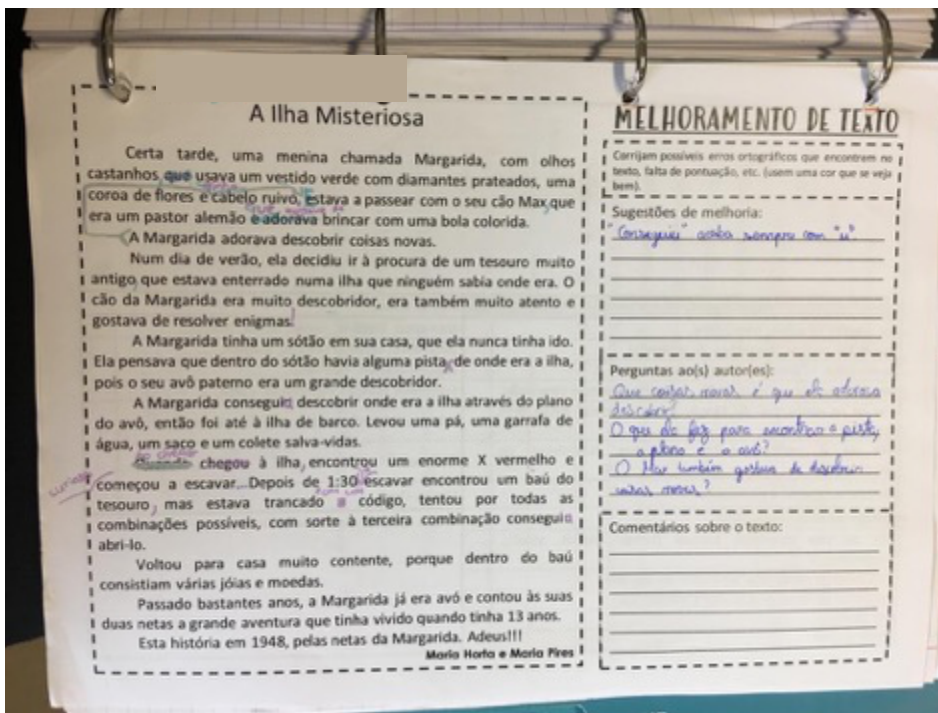 A Ilha Misteriosa
Certa tarde, uma menina chamada Margarida, com olhos
castanhos que usava um vestido verde com diamantes prateados, uma
coroa de flores e cabelo ruivo, Estava a passear com o seu cão Max,que
era um pastor alemão e adorava brincar com uma bola colorida.
A Margarida adorava descobrir coisas novas.
Num dia de verão, ela decidiu ir à procura de um tesouro muito
antigo, que estava enterrado numa ilha que ninguém sabia onde era. O
cão da Margarida era muito descobridor, era também muito atento e
gostava de resolver enigmas!
A Margarida tinha um sótão em sua casa, que ela nunca tinha ido.
Ela pensava que dentro do sótão havia alguma pista de onde era a ilha,
pois o seu avô paterno era um grande descobridor.
A Margarida conseguiu descobrir onde era a ilha através do plano
do avô, então foi até à ilha de barco. Levou uma pá, uma garrafa de
água, um saco e um colete salva-vidas.
Quando chegou à ilha, encontrou um enorme X vermelho e
começou a escavar. Depois de 1:30 escavar encontrou um baú do
tesouro, mas estava trancado código, tentou por todas as
combinações possíveis, com sorte à terceira combinação conseguiu
abri-lo.
Voltou para casa muito contente, porque dentro do baú
consistiam várias jóias e moedas.
Passado bastantes anos, a Margarida já era avó e contou às suas
duas netas a grande aventura que tinha vivido quando tinha 13 anos.
Esta história em 1948, pelas netas da Margarida. Adeus!!!
Maria Horta e Maria Pires
MELHORAMENTO DE TEXTO
Corrijam possíveis erros ortográficos que encontrem no
texto, falta de pontuação, etc. (usem uma cor que se veja
bem).
Sugestões de melhoria:
"Conseguiu" acaba sempre com "u".
Perguntas ao(s) autor(es):
Que coisas novas é que ela adorava
descobrir?
O que ela fez para encontrar a pista,
o plano e o avô?
O Max também gostava de descobrir
coisas novas?
Comentários sobre o texto: